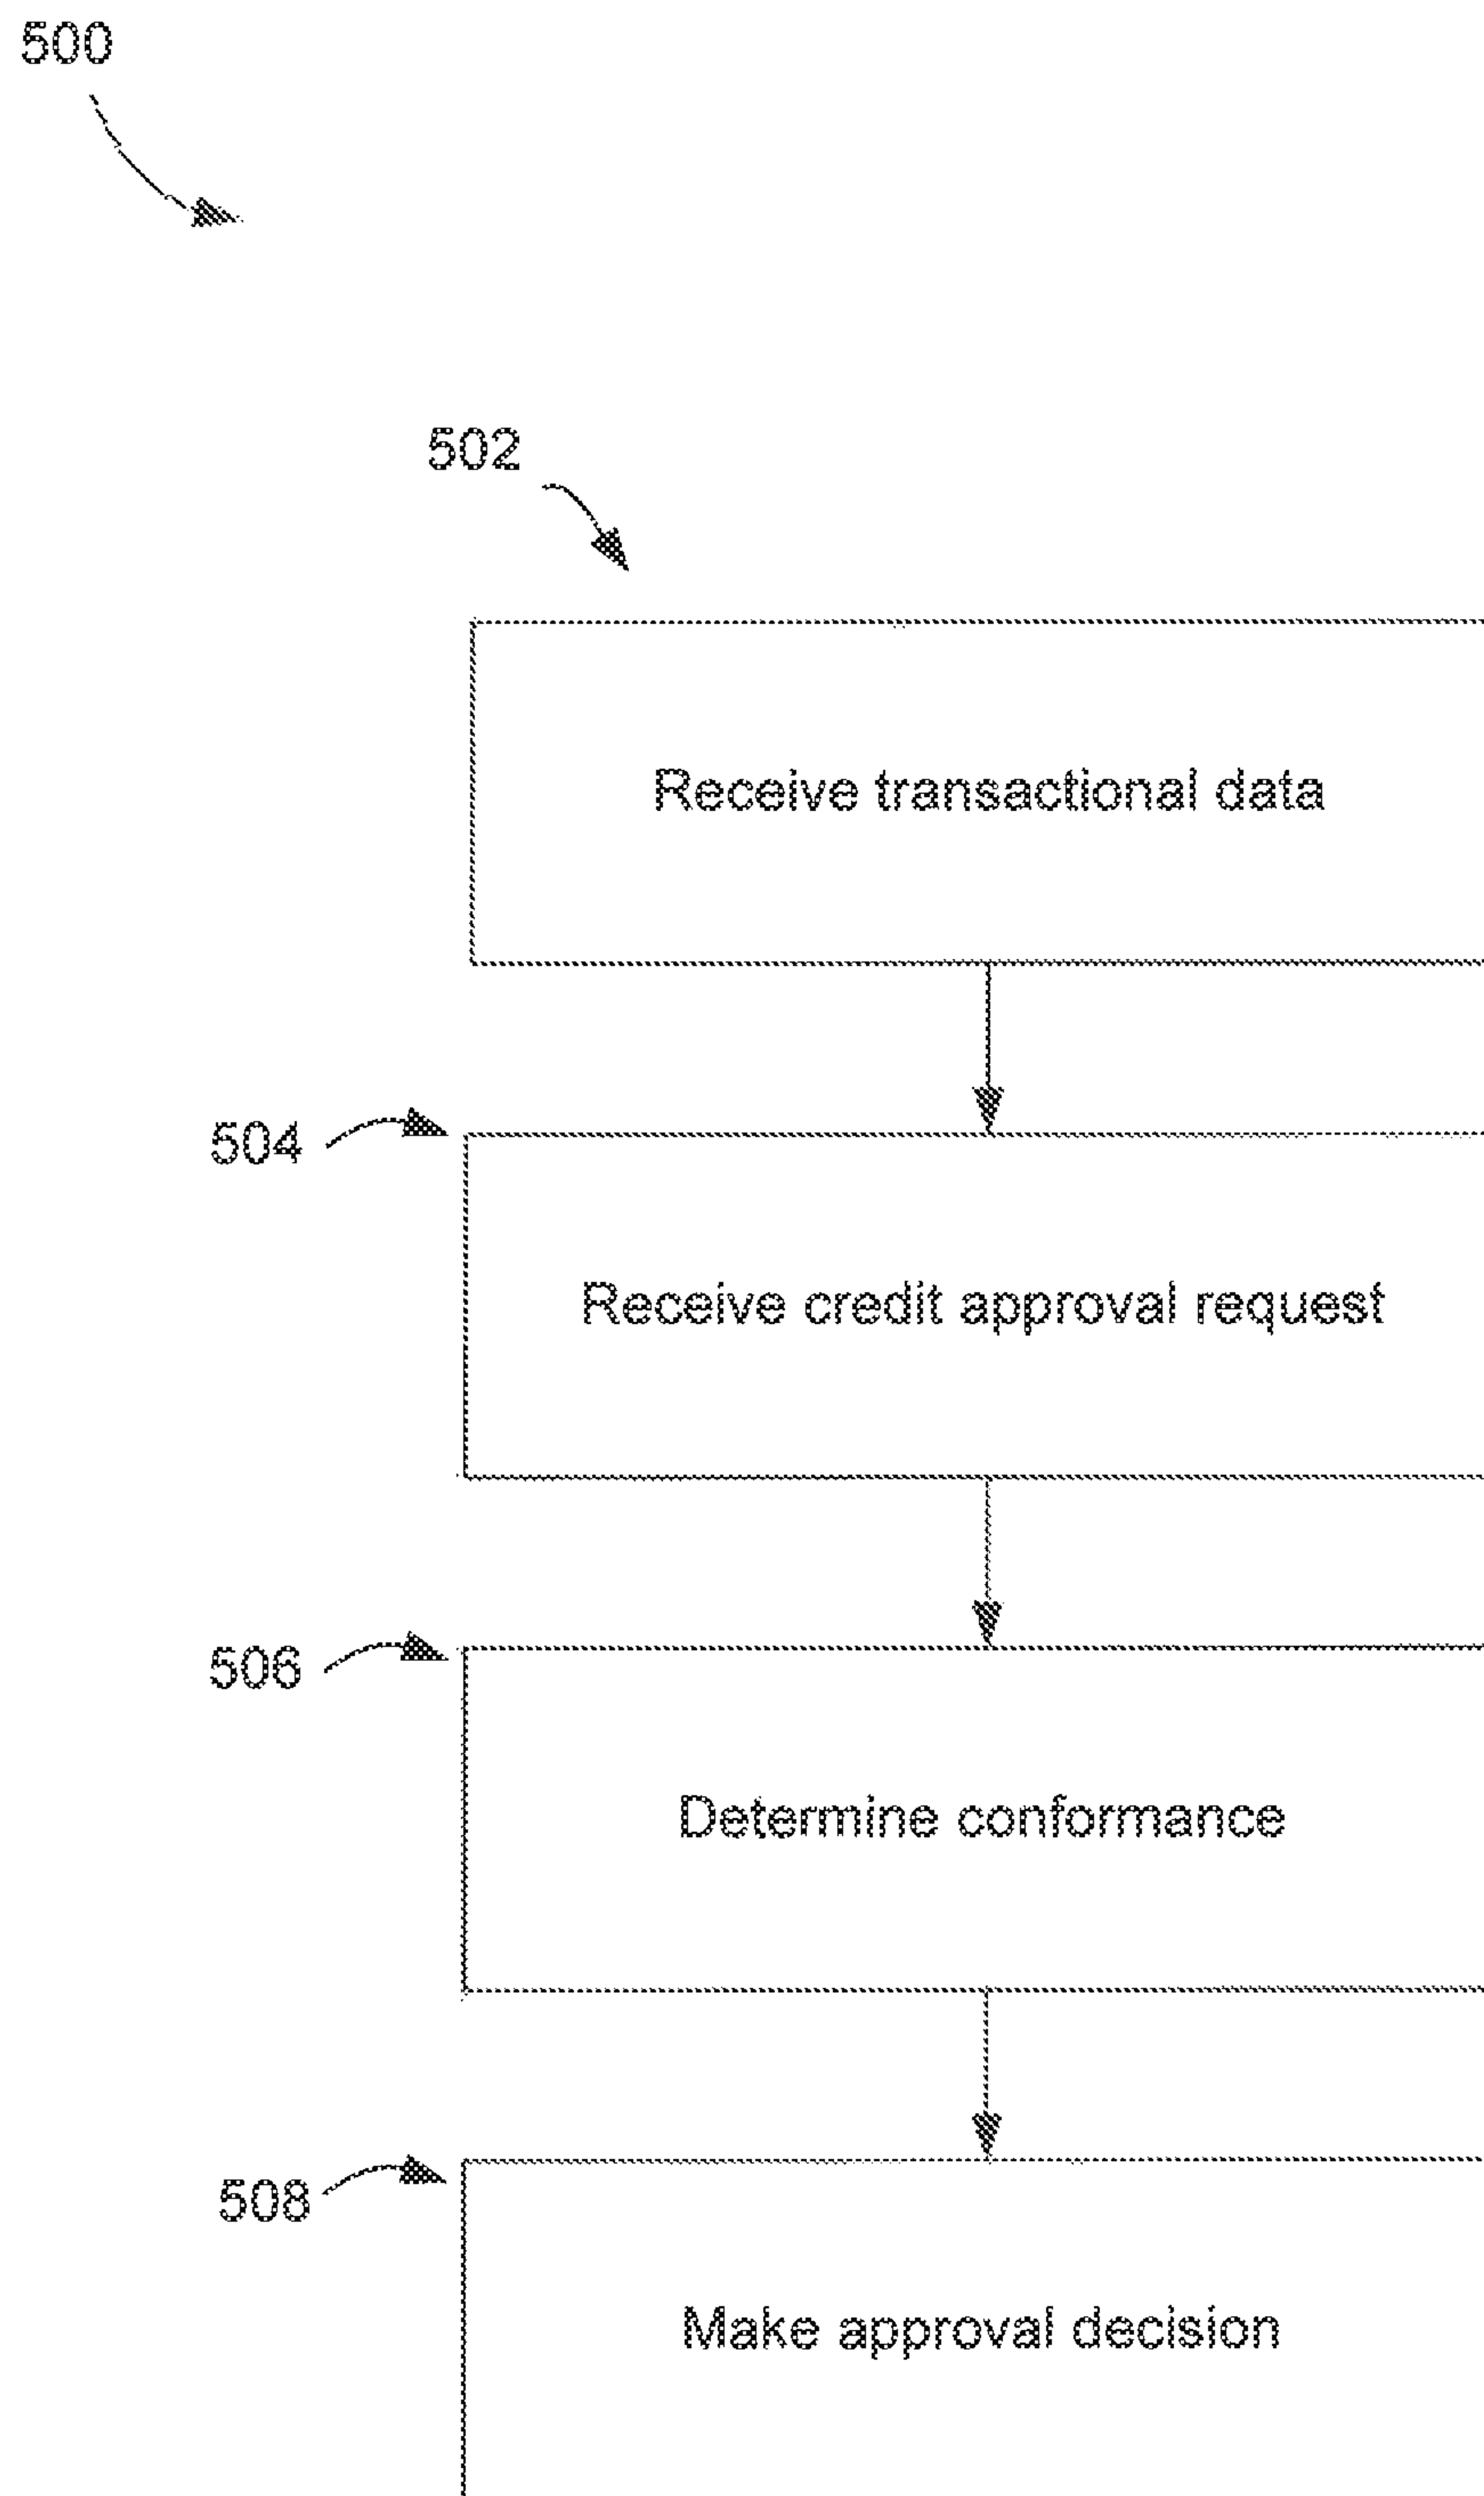 500
502
Receive transactional data
504
Receive credit approval request
506
Determine conformance
508
Make approval decision